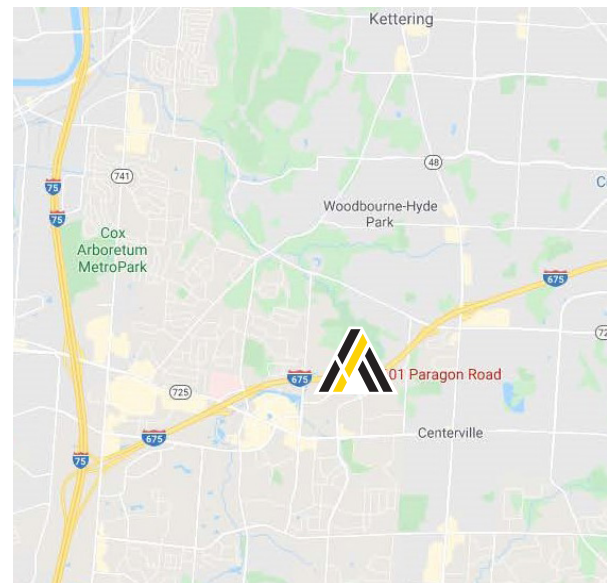 Kettering
48
741
75
Woodbourne-Hyde
Park
75
Cox
Arboretum
MetroPark
675
675
01 Paragon Road
725
Centerville
675
75